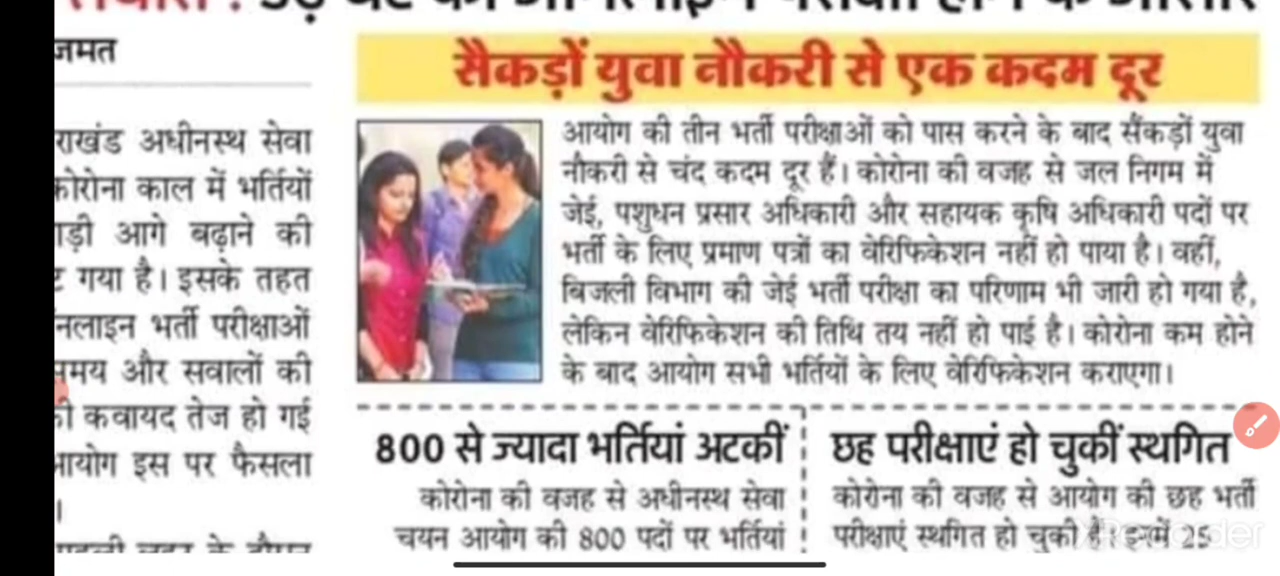 जमत
राखंड अधीनस्थ सेवा
कोरोना काल में भर्तियों
गाड़ी आगे बढ़ाने की
गया है। इसके तहत
नलाइन भर्ती परीक्षाओं
समय और सवालों की
की कवायद तेज हो गई
आयोग इस पर फैसला
।
सैकड़ों युवा नौकरी से एक कदम दूर
आयोग की तीन भर्ती परीक्षाओं को पास करने के बाद सैंकड़ों युवा
नौकरी से चंद कदम दूर हैं। कोरोना की वजह से जल निगम में
जेई, पशुधन प्रसार अधिकारी और सहायक कृषि अधिकारी पदों पर
भर्ती के लिए प्रमाण पत्रों का वेरिफिकेशन नहीं हो पाया है। वहीं,
बिजली विभाग की जेई भर्ती परीक्षा का परिणाम भी जारी हो गया है,
लेकिन वेरिफिकेशन की तिथि तय नहीं हो पाई है। कोरोना कम होने
के बाद आयोग सभी भर्तियों के लिए वेरिफिकेशन कराएगा।
800 से ज्यादा भर्तियां अटकीं
कोरोना की वजह से अधीनस्थ सेवा
चयन आयोग की 800 पदों पर भर्तियां
छह परीक्षाएं हो चुकीं स्थगित
कोरोना की वजह से आयोग की छह भर्ती
परीक्षाएं स्थगित हो चुकी हैं। इनमें 25
XRecorder